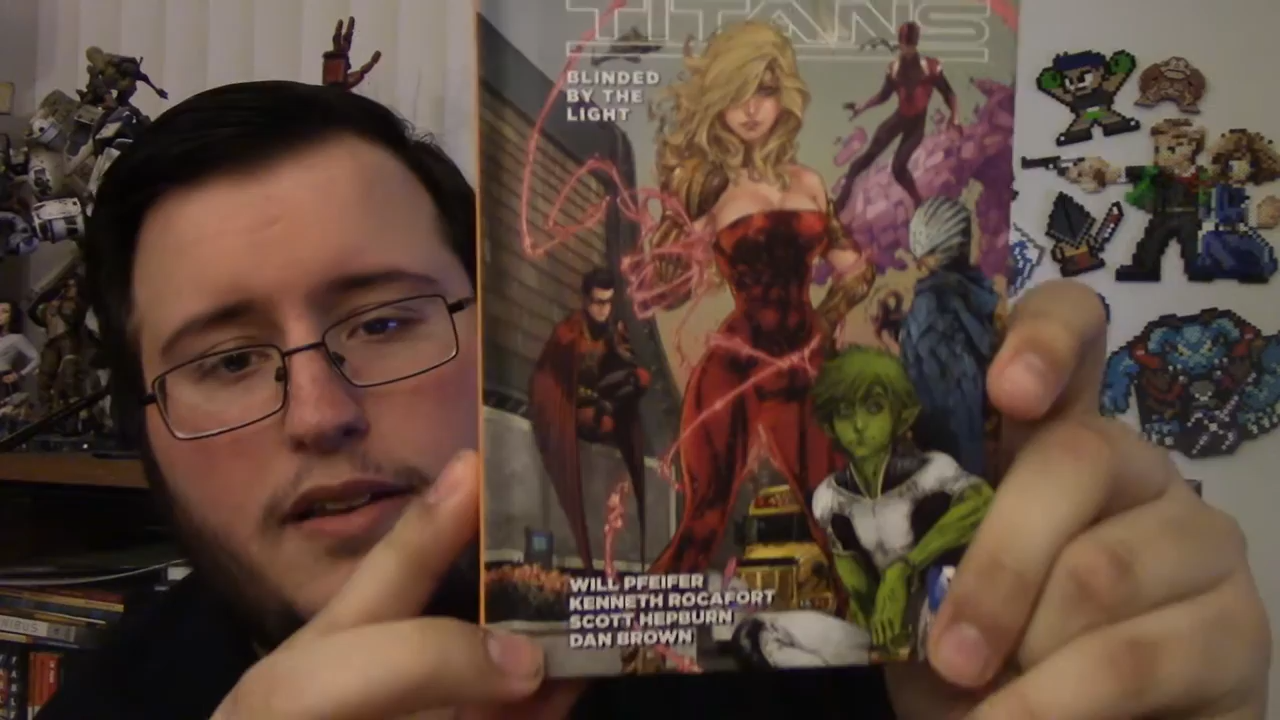 TITANS
BLINDED
BY THE
LIGHT
WILL PFEIFER
KENNETH ROCAFORT
SCOTT HEPBURN
DAN BROWN